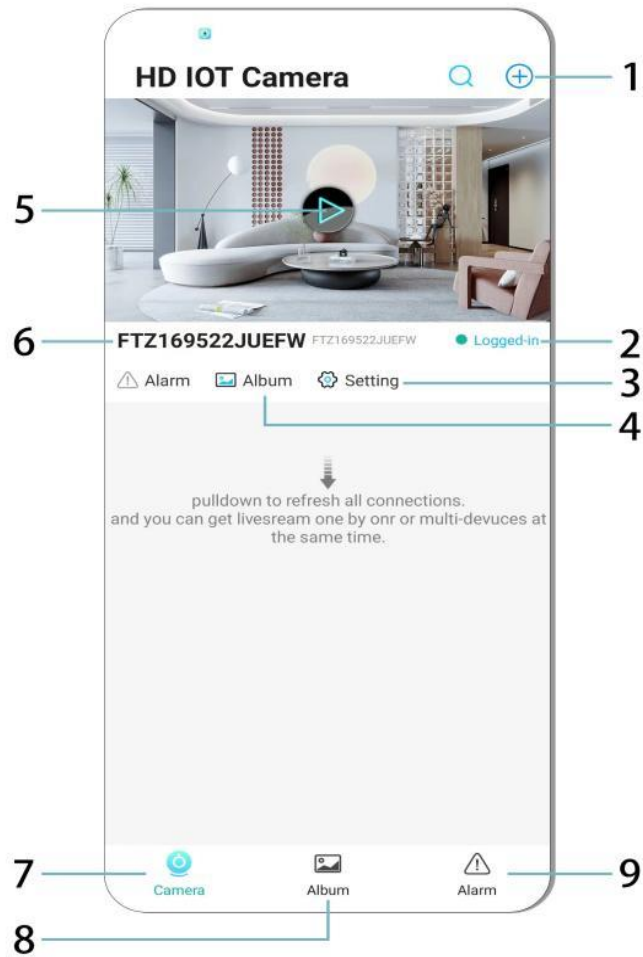 HD IOT Camera
1
5
6
FTZ169522JUEFW FTZ169522JUEFW Logged-in
2
Alarm Album Setting
3
4
pulldown to refresh all connections.
and you can get livesream one by onr or multi-devuces at
the same time.
7
Camera Album Alarm
9
8